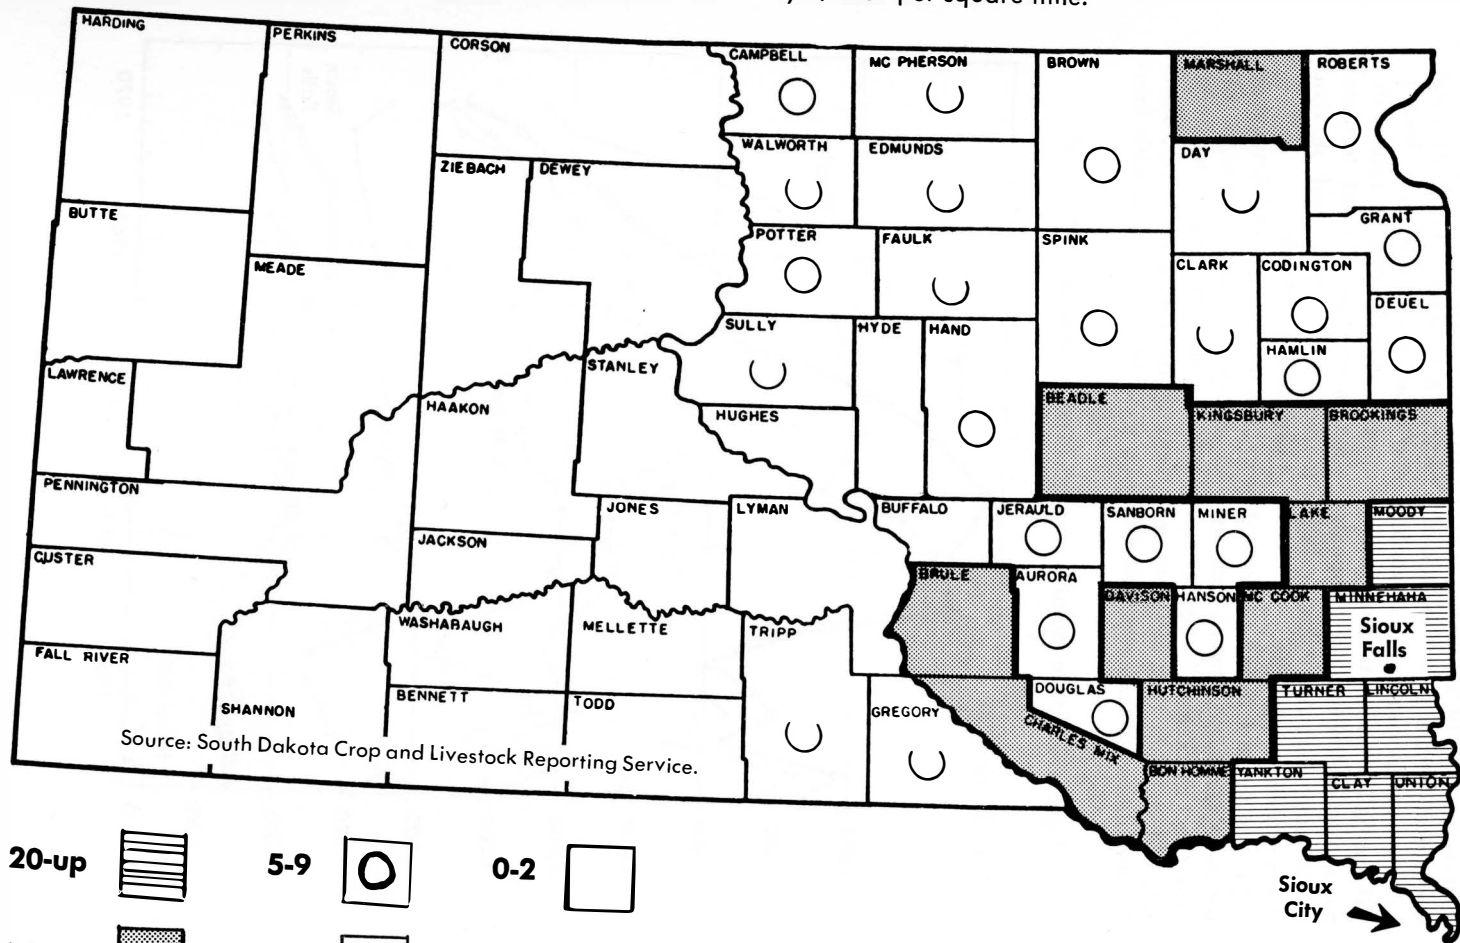 per square mile.
HARDING
PERKINS
CORSON
CAMPBELL
MC PHERSON
BROWN
MARSHALL
ROBERTS
WALWORTH
EDMUNDS
DAY
ZIEBACH
DEWEY
BUTTE
POTTER
FAULK
SPINK
GRANT
MEADE
CLARK
CODINGTON
DEUEL
SULLY
HYDE
HAND
HAMLIN
LAWRENCE
STANLEY
HAAKON
HUGHES
BEADLE
KINGSBURY
BROOKINGS
PENNINGTON
JONES
LYMAN
BUFFALO
JERAULD
SANBORN
MINER
LAKE
MOODY
JACKSON
CUSTER
BRULE
AURORA
DAVISON
HANSON
MC COOK
MINNEHAHA
Sioux
Falls
WASHABAUGH
MELLETTE
TRIPP
FALL RIVER
SHANNON
BENNETT
TODD
GREGORY
DOUGLAS
HUTCHINSON
TURNER
LINCOLN
CHARLES MIX
BON HOMME
YANKTON
CLAY
UNION
Source: South Dakota Crop and Livestock Reporting Service.
20-up
5-9
0-2
Sioux
City